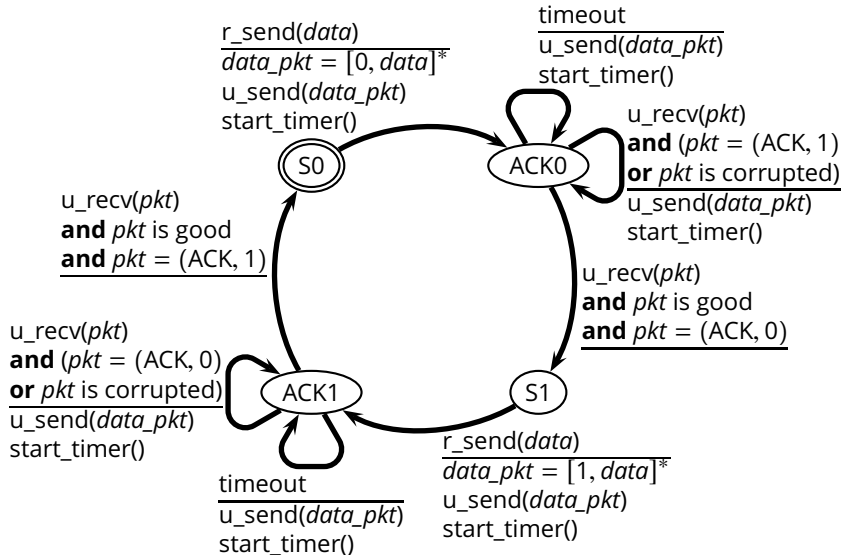 r_send(data)
data_pkt = [0, data]*
u_send(data_pkt)
start_timer()
timeout
u_send(data_pkt)
start_timer()
S0
ACK0
u_recv(pkt)
and (pkt = (ACK, 1)
or pkt is corrupted)
u_send(data_pkt)
start_timer()
u_recv(pkt)
and pkt is good
and pkt = (ACK, 1)
u_recv(pkt)
and pkt is good
and pkt = (ACK, 0)
u_recv(pkt)
and (pkt = (ACK, 0)
or pkt is corrupted)
u_send(data_pkt)
start_timer()
ACK1
S1
timeout
u_send(data_pkt)
start_timer()
r_send(data)
data_pkt = [1, data]*
u_send(data_pkt)
start_timer()